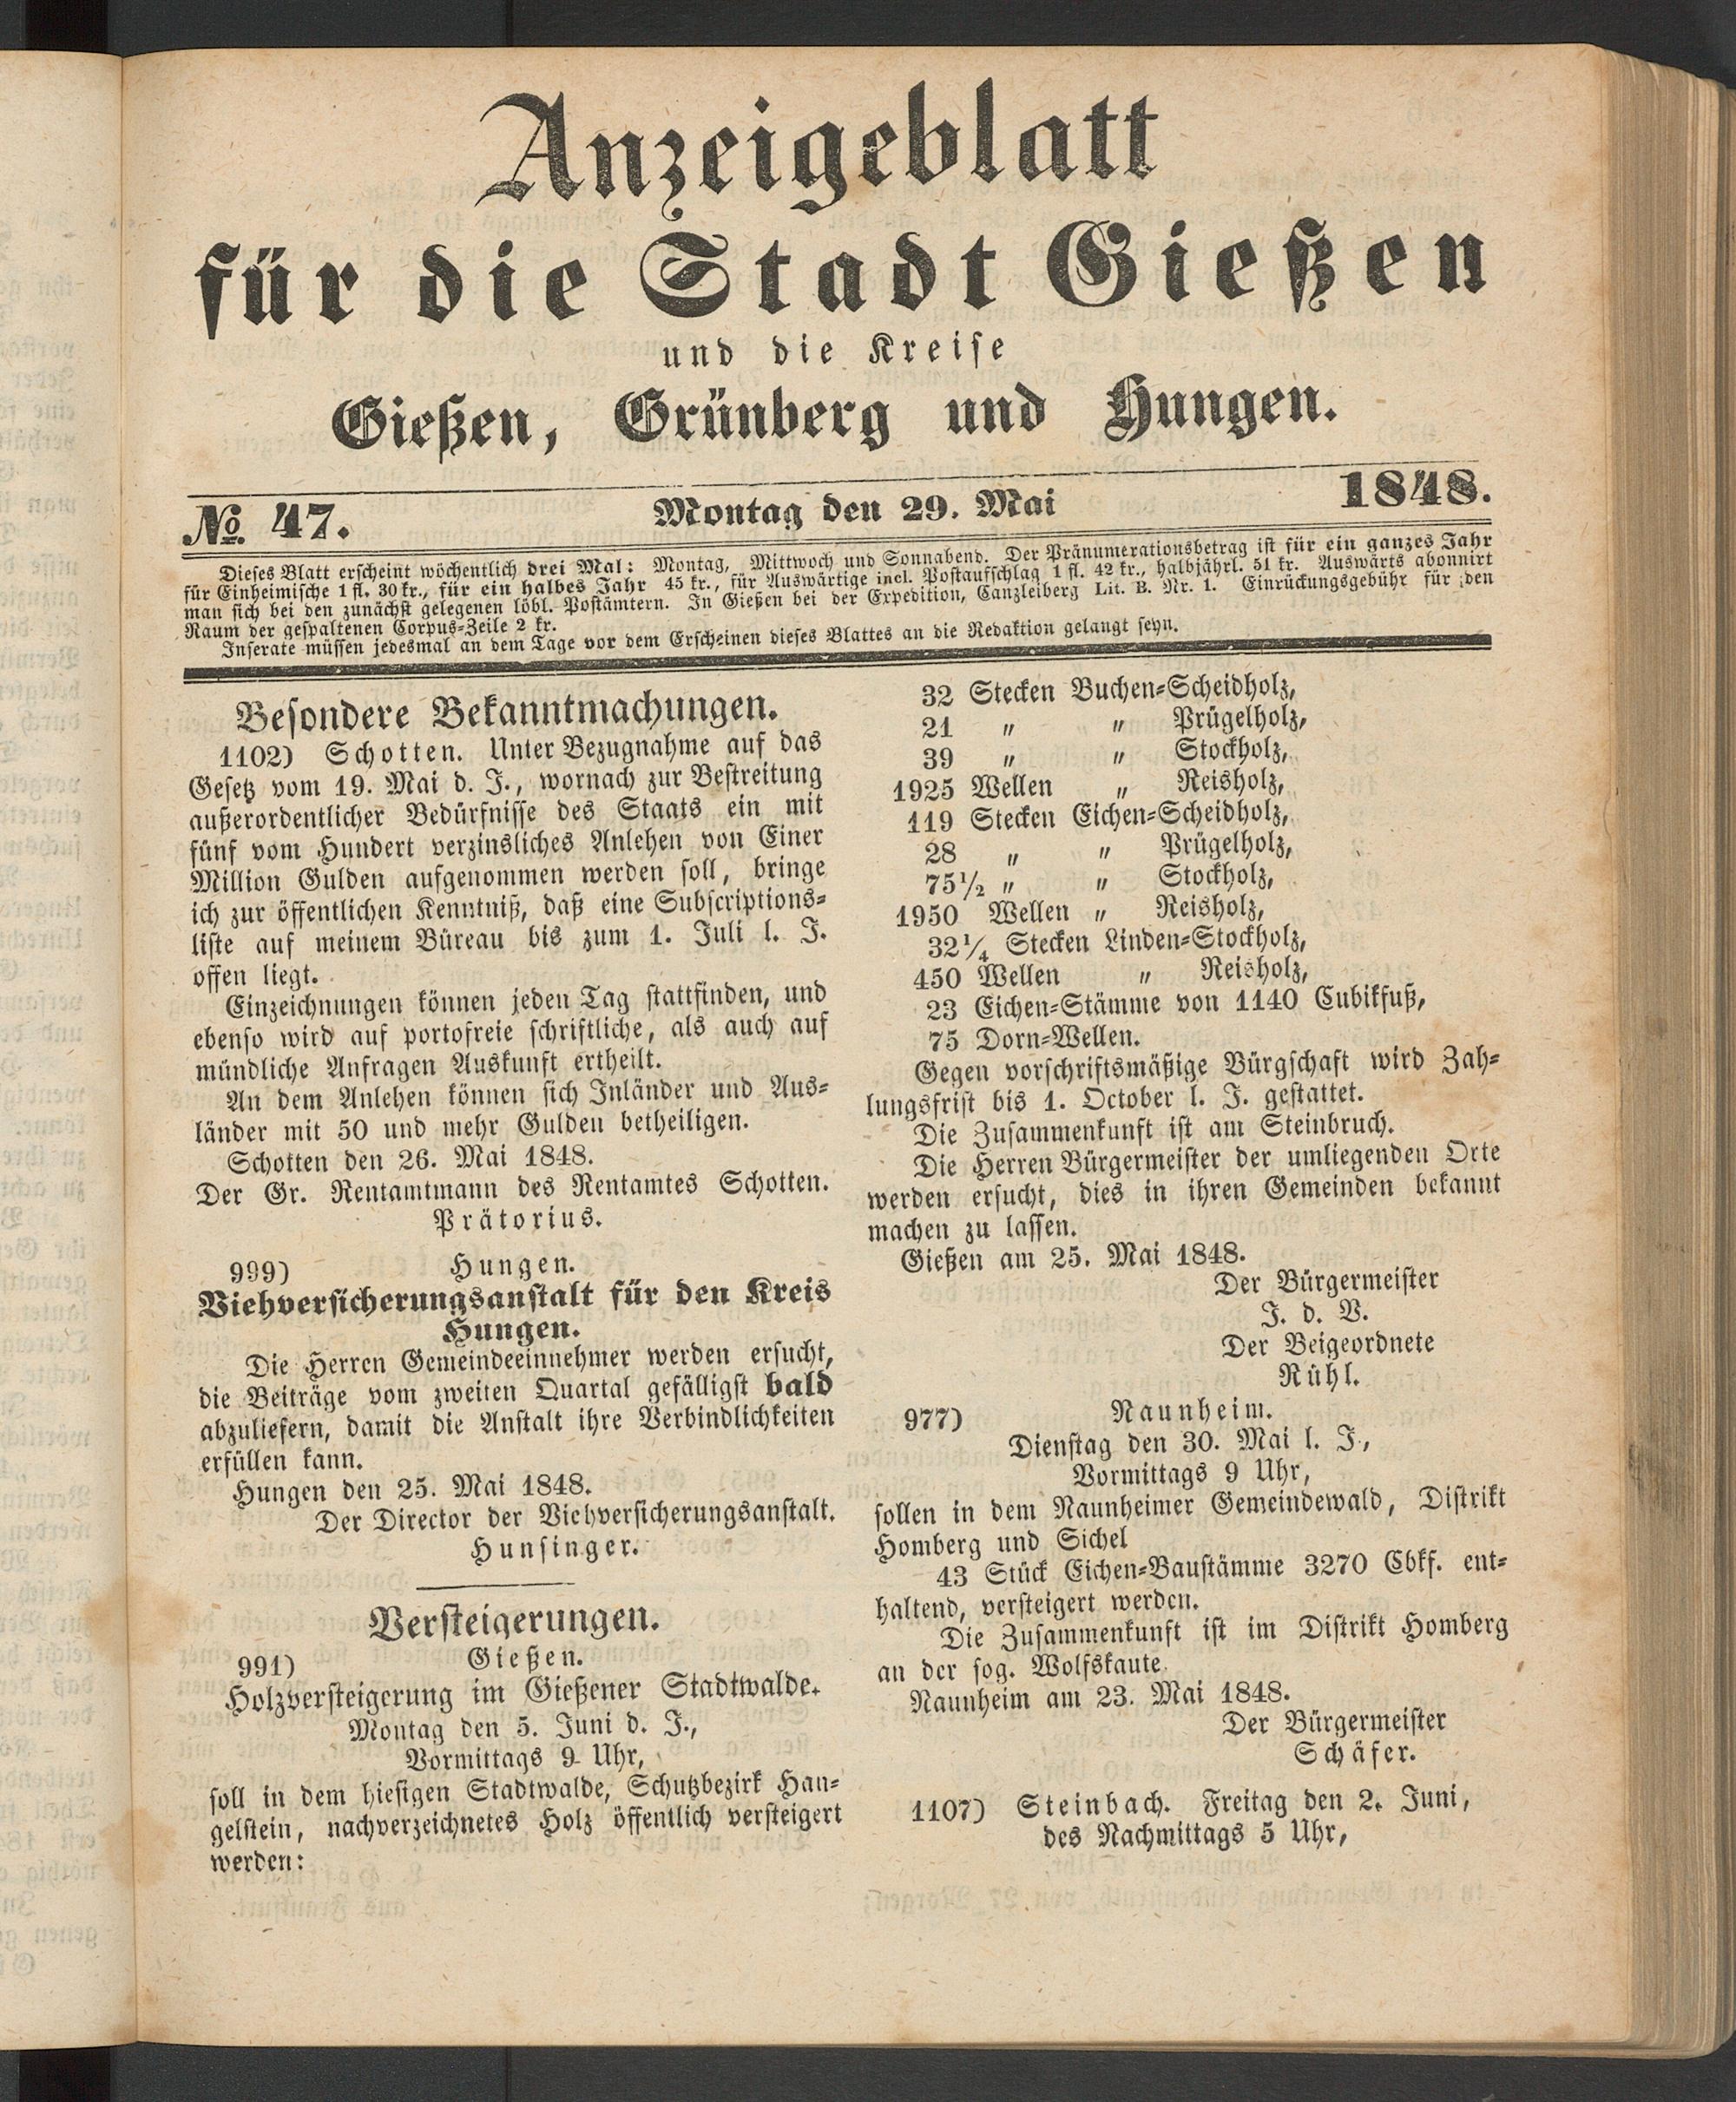 Anzeigeblatt
für die Stadt Gießen
und die Kreise
Gießen, Grünberg und Hungen.
№ 47. Montag den 29. Mai 1848.
Dieses Blatt erscheint wöchentlich drei Mal: Montag, Mittwoch und Sonnabend. Der Pränumerationsbetrag ist für ein ganzes Jahr
für Einheimische 1 fl. 30 kr., für ein halbes Jahr 45 kr., für Auswärtige incl. Postaufschlag 1 fl. 42 kr., halbjährl. 51 kr. Auswärts abonnirt
man sich bei den zunächst gelegenen löbl. Postämtern. In Gießen bei der Expedition, Canzleiberg Lit. B. Nr. 1. Einrückungsgebühr für den
Raum der gespaltenen Corpus-Zeile 2 kr.
Inserate müssen jedesmal an dem Tage vor dem Erscheinen dieses Blattes an die Redaktion gelangt seyn.
Besondere Bekanntmachungen.
1102) Schotten. Unter Bezugnahme auf das
Gesetz vom 19. Mai d. J., wornach zur Bestreitung
außerordentlicher Bedürfnisse des Staats ein mit
fünf vom Hundert verzinsliches Anlehen von Einer
Million Gulden aufgenommen werden soll, bringe
ich zur öffentlichen Kenntniß, daß eine Subscriptions-
liste auf meinem Büreau bis zum 1. Juli l. J.
offen liegt.
Einzeichnungen können jeden Tag stattfinden, und
ebenso wird auf portofreie schriftliche, als auch auf
mündliche Anfragen Auskunft ertheilt.
An dem Anlehen können sich Inländer und Aus-
länder mit 50 und mehr Gulden betheiligen.
Schotten den 26. Mai 1848.
Der Gr. Rentamtmann des Rentamtes Schotten.
Prätorius.
999) Hungen.
Viehversicherungsanstalt für den Kreis
Hungen.
Die Herren Gemeindeeinnehmer werden ersucht,
die Beiträge vom zweiten Quartal gefälligst bald
abzuliefern, damit die Anstalt ihre Verbindlichkeiten
erfüllen kann.
Hungen den 25. Mai 1848.
Der Director der Viehversicherungsanstalt.
Hunsinger.
Versteigerungen.
991) Gießen.
Holzversteigerung im Gießener Stadtwalde.
Montag den 5. Juni d. J.,
Vormittags 9 Uhr,
soll in dem hiesigen Stadtwalde, Schutzbezirk Han-
gelstein, nachverzeichnetes Holz öffentlich versteigert
werden:
32 Stecken Buchen-Scheidholz,
21 " " Prügelholz,
39 " " Stockholz,
1925 Wellen " Reisholz,
119 Stecken Eichen-Scheidholz,
28 " " Prügelholz,
75½ " " Stockholz,
1950 Wellen " Reisholz,
32¼ Stecken Linden-Stockholz,
450 Wellen " Reisholz,
23 Eichen-Stämme von 1140 Cubikfuß,
75 Dorn-Wellen.
Gegen vorschriftsmäßige Bürgschaft wird Zah-
lungsfrist bis 1. October l. J. gestattet.
Die Zusammenkunft ist am Steinbruch.
Die Herren Bürgermeister der umliegenden Orte
werden ersucht, dies in ihren Gemeinden bekannt
machen zu lassen.
Gießen am 25. Mai 1848.
Der Bürgermeister
J. d. V.
Der Beigeordnete
Rühl.
977) Naunheim.
Dienstag den 30. Mai l. J.,
Vormittags 9 Uhr,
sollen in dem Naunheimer Gemeindewald, Distrikt
Homberg und Sichel
43 Stück Eichen-Baustämme 3270 Cbkf. ent-
haltend, versteigert werden.
Die Zusammenkunft ist im Distrikt Homberg
an der sog. Wolfskaute.
Naunheim am 23. Mai 1848.
Der Bürgermeister
Schäfer.
1107) Steinbach. Freitag den 2. Juni,
des Nachmittags 5 Uhr,